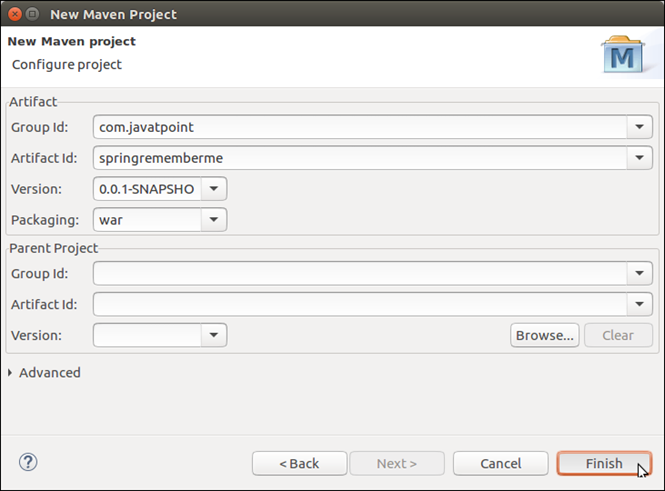 New Maven Project
New Maven project
Configure project
M
Artifact
Group Id: com.javatpoint
Artifact Id: springrememberme
Version: 0.0.1-SNAPSHO
Packaging: war
Parent Project
Group Id:
Artifact Id:
Version: Browse... Clear
Advanced
? < Back Next > Cancel Finish